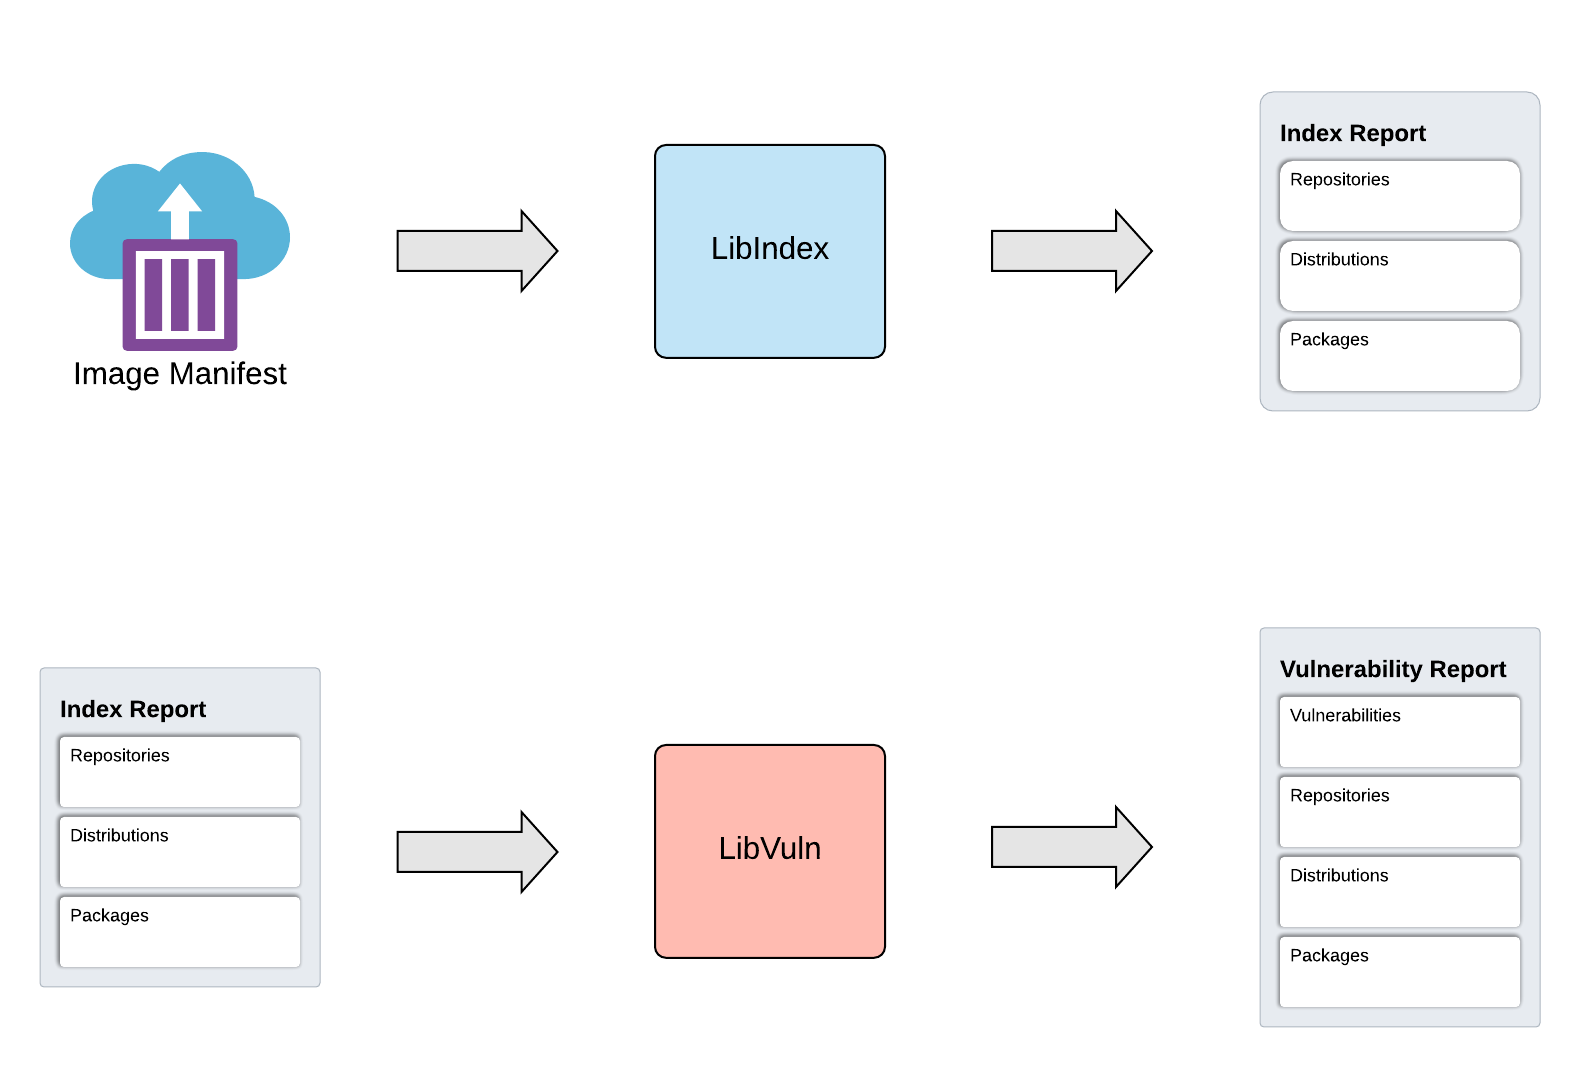 Image Manifest
LibIndex
Index Report
Repositories
Distributions
Packages
Index Report
Repositories
Distributions
Packages
LibVuln
Vulnerability Report
Vulnerabilities
Repositories
Distributions
Packages